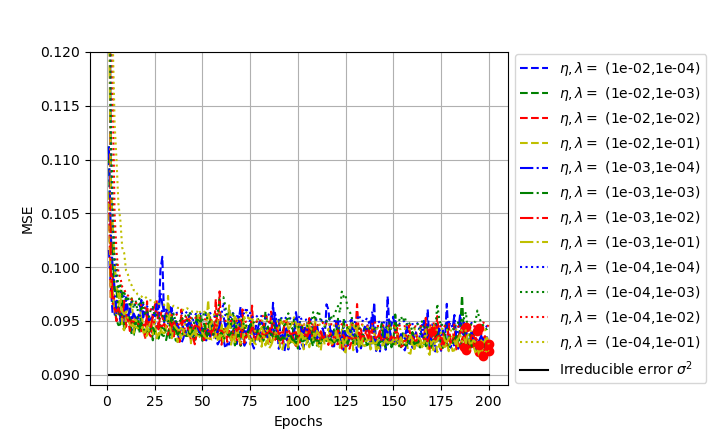 0.120
0.115
0.110
0.105
0.100
0.095
0.090
MSE
0 25 50 75 100 125 150 175 200
Epochs
η, λ = (1e-02,1e-04)
η, λ = (1e-02,1e-03)
η, λ = (1e-02,1e-02)
η, λ = (1e-02,1e-01)
η, λ = (1e-03,1e-04)
η, λ = (1e-03,1e-03)
η, λ = (1e-03,1e-02)
η, λ = (1e-03,1e-01)
η, λ = (1e-04,1e-04)
η, λ = (1e-04,1e-03)
η, λ = (1e-04,1e-02)
η, λ = (1e-04,1e-01)
Irreducible error σ²